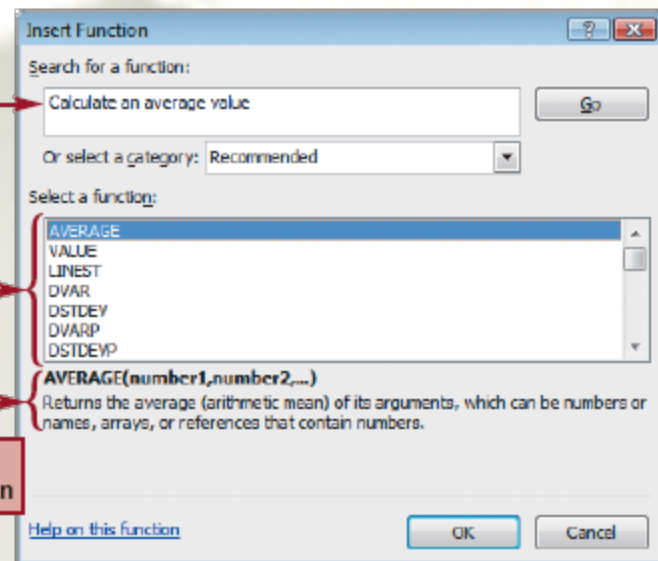 Insert Function
Search for a function:
Calculate an average value
Go
Or select a category: Recommended
Select a function:
AVERAGE
VALUE
LINEST
DVAR
DSTDEV
DVARP
DSTDEVP
AVERAGE(number1,number2,...)
Returns the average (arithmetic mean) of its arguments, which can be numbers or
names, arrays, or references that contain numbers.
Help on this function
OK
Cancel